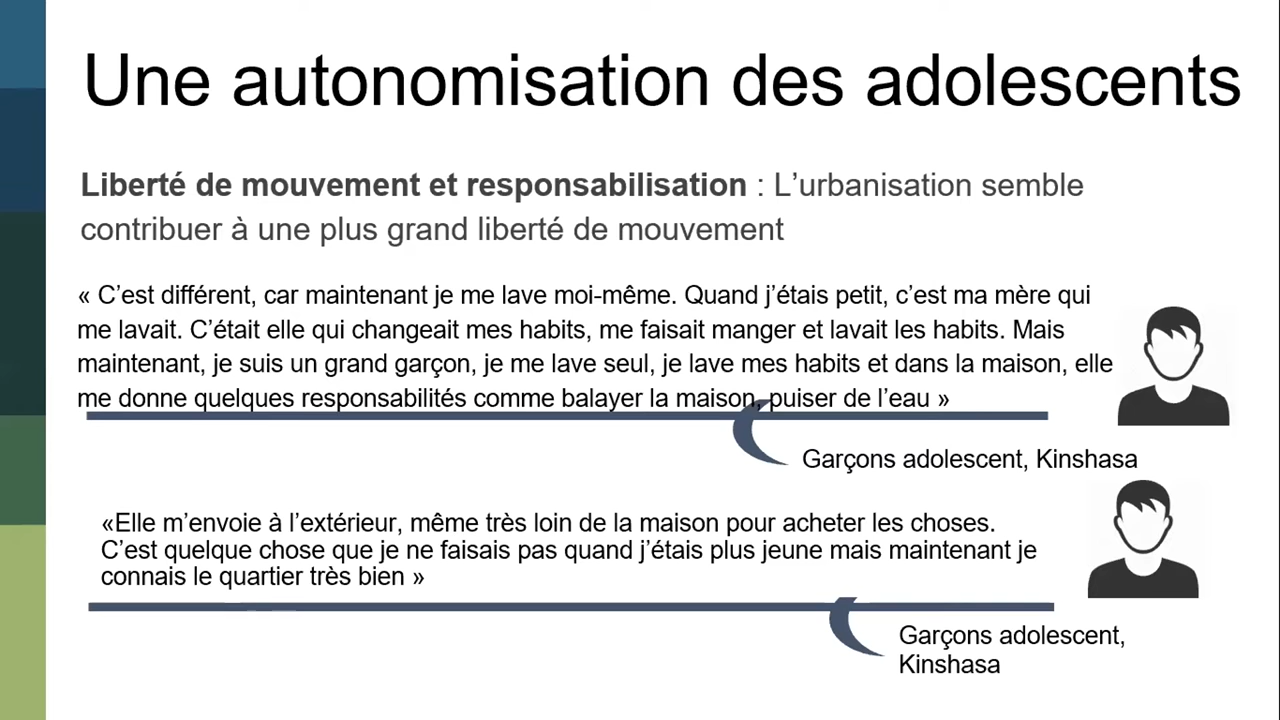 Une autonomisation des adolescents
Liberté de mouvement et responsabilisation : L’urbanisation semble
contribuer à une plus grand liberté de mouvement
« C’est différent, car maintenant je me lave moi-même. Quand j’étais petit, c’est ma mère qui
me lavait. C’était elle qui changeait mes habits, me faisait manger et lavait les habits. Mais
maintenant, je suis un grand garçon, je me lave seul, je lave mes habits et dans la maison, elle
me donne quelques responsabilités comme balayer la maison, puiser de l’eau »
Garçons adolescent, Kinshasa
«Elle m’envoie à l’extérieur, même très loin de la maison pour acheter les choses.
C’est quelque chose que je ne faisais pas quand j’étais plus jeune mais maintenant je
connais le quartier très bien »
Garçons adolescent,
Kinshasa